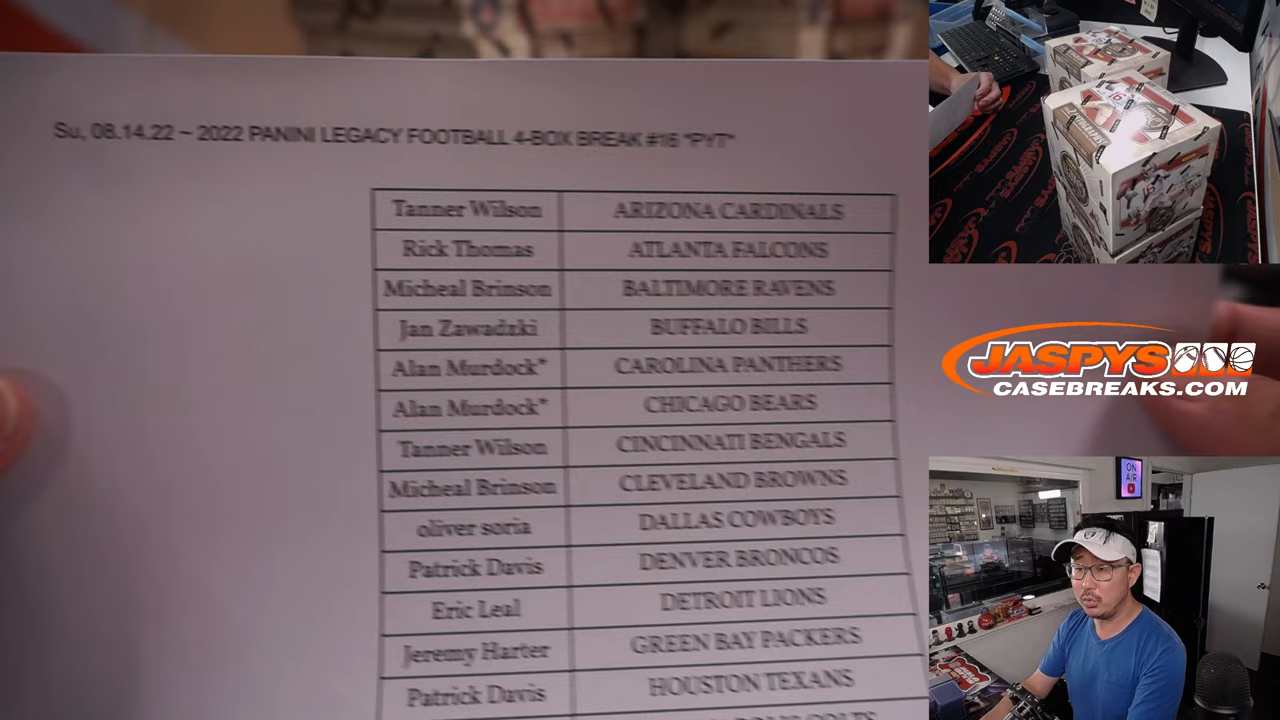 Su, 08.14.22 ~ 2022 PANINI LEGACY FOOTBALL 4-BOX BREAK #16 "PYT"
Tanner Wilson ARIZONA CARDINALS
Rick Thomas ATLANTA FALCONS
Micheal Brinson BALTIMORE RAVENS
Jan Zawadzki BUFFALO BILLS
Alan Murdock* CAROLINA PANTHERS
Alan Murdock* CHICAGO BEARS
Tanner Wilson CINCINNATI BENGALS
Micheal Brinson CLEVELAND BROWNS
oliver soria DALLAS COWBOYS
Patrick Davis DENVER BRONCOS
Eric Leal DETROIT LIONS
Jeremy Harter GREEN BAY PACKERS
Patrick Davis HOUSTON TEXANS
COLTS
JASPYS
CASEBREAKS.COM
ON
AIR